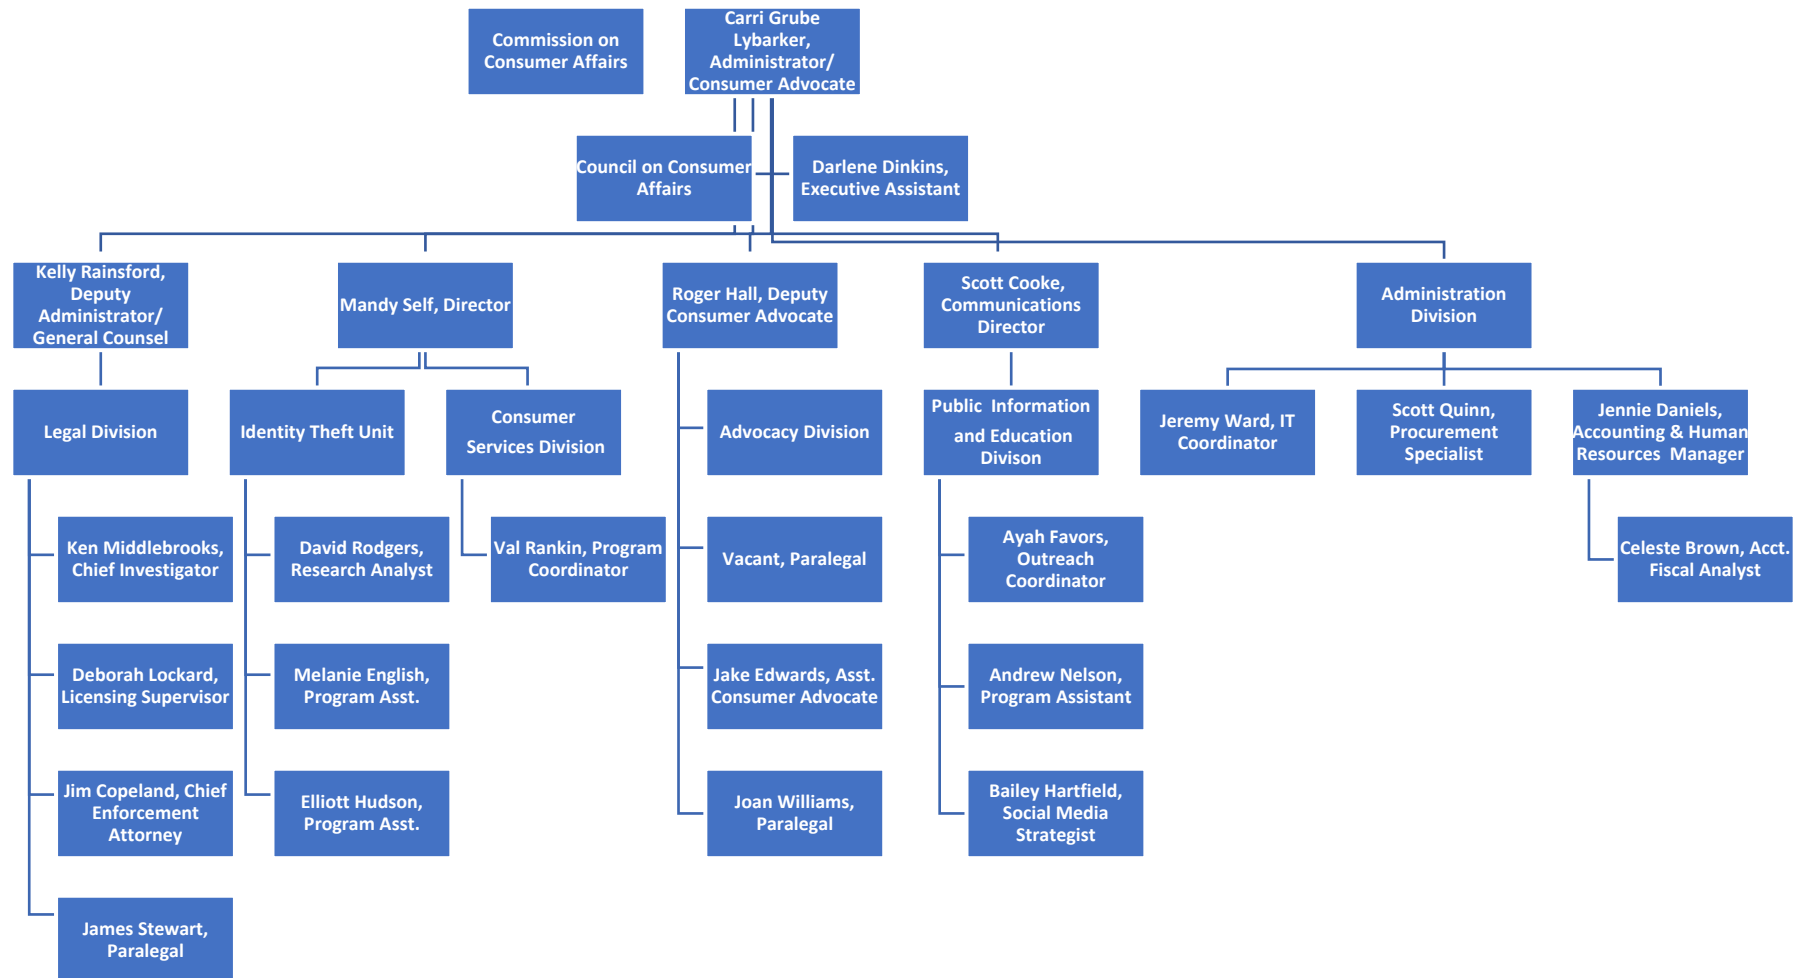 Commission on
Consumer Affairs
Carri Grube
Lybarker,
Administrator/
Consumer Advocate
Council on Consumer
Affairs
Darlene Dinkins,
Executive Assistant
Kelly Rainsford,
Deputy
Administrator/
General Counsel
Mandy Self, Director
Roger Hall, Deputy
Consumer Advocate
Scott Cooke,
Communications
Director
Administration
Division
Legal Division
Identity Theft Unit
Consumer
Services Division
Advocacy Division
Public  Information
and Education
Divison
Jeremy Ward, IT
Coordinator
Scott Quinn,
Procurement
Specialist
Jennie Daniels,
Accounting & Human
Resources  Manager
Ken Middlebrooks,
Chief Investigator
David Rodgers,
Research Analyst
Val Rankin, Program
Coordinator
Vacant, Paralegal
Ayah Favors,
Outreach
Coordinator
Celeste Brown, Acct.
Fiscal Analyst
Deborah Lockard,
Licensing Supervisor
Melanie English,
Program Asst.
Jake Edwards, Asst.
Consumer Advocate
Andrew Nelson,
Program Assistant
Jim Copeland, Chief
Enforcement
Attorney
Elliott Hudson,
Program Asst.
Joan Williams,
Paralegal
Bailey Hartfield,
Social Media
Strategist
James Stewart,
Paralegal